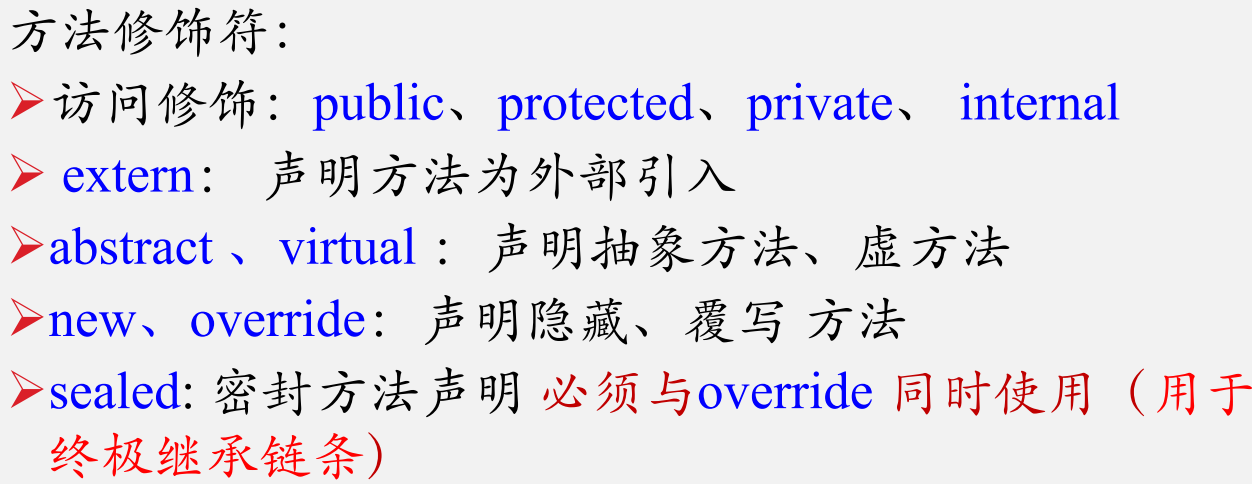 方法修饰符：
➢访问修饰：public、protected、private、 internal
➢ extern： 声明方法为外部引入
➢abstract 、virtual ：声明抽象方法、虚方法
➢new、override：声明隐藏、覆写 方法
➢sealed: 密封方法声明 必须与override 同时使用（用于
终极继承链条）